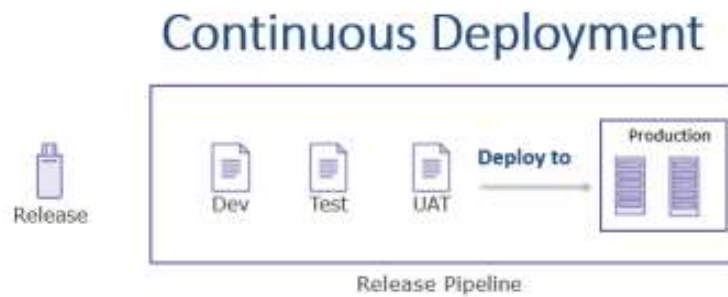 Continuous Deployment
Production
Deploy to
Release
Dev
Test
UAT
Release Pipeline